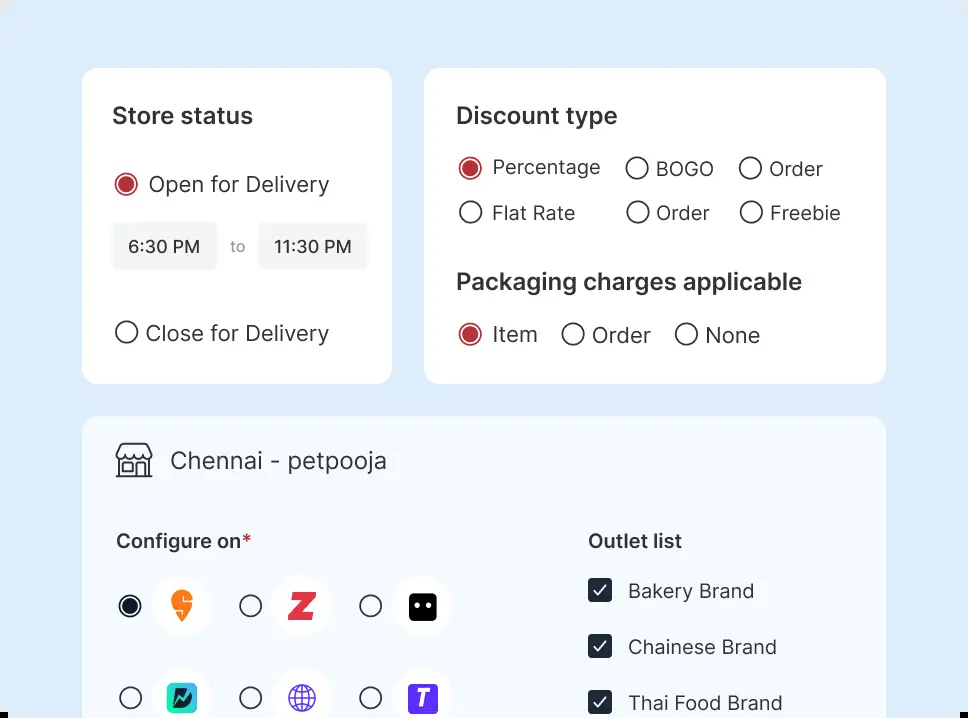 Store status
Open for Delivery
6:30 PM to 11:30 PM
Close for Delivery
Discount type
Percentage BOGO Order
Flat Rate Order Freebie
Packaging charges applicable
Item Order None
Chennai - petpooja
Configure on*
Z
T
Outlet list
Bakery Brand
Chainese Brand
Thai Food Brand